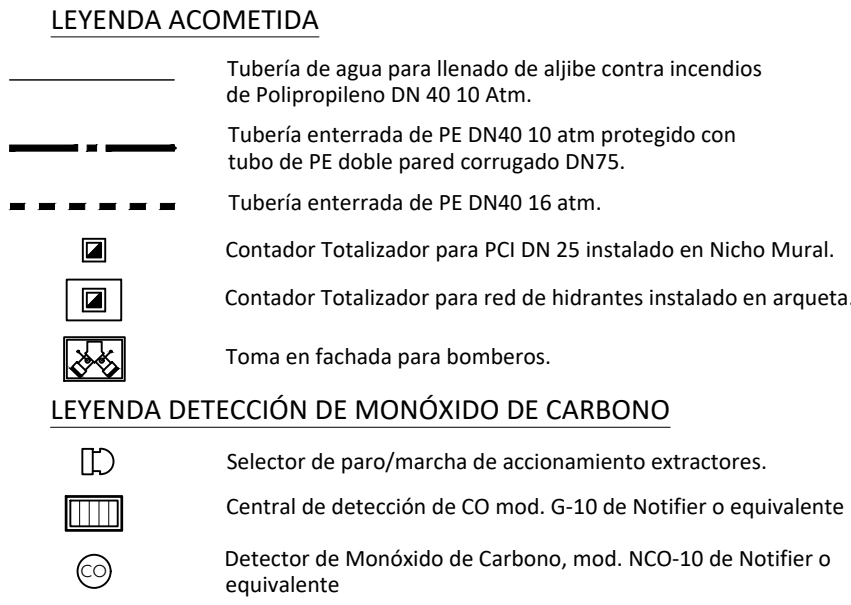 LEYENDA ACOMETIDA
Tubería de agua para llenado de aljibe contra incendios
de Polipropileno DN 40 10 Atm.
Tubería enterrada de PE DN40 10 atm protegido con
tubo de PE doble pared corrugado DN75.
Tubería enterrada de PE DN40 16 atm.
Contador Totalizador para PCI DN 25 instalado en Nicho Mural.
Contador Totalizador para red de hidrantes instalado en arqueta.
Toma en fachada para bomberos.
LEYENDA DETECCIÓN DE MONÓXIDO DE CARBONO
Selector de paro/marcha de accionamiento extractores.
Central de detección de CO mod. G-10 de Notifier o equivalente
CO
Detector de Monóxido de Carbono, mod. NCO-10 de Notifier o
equivalente